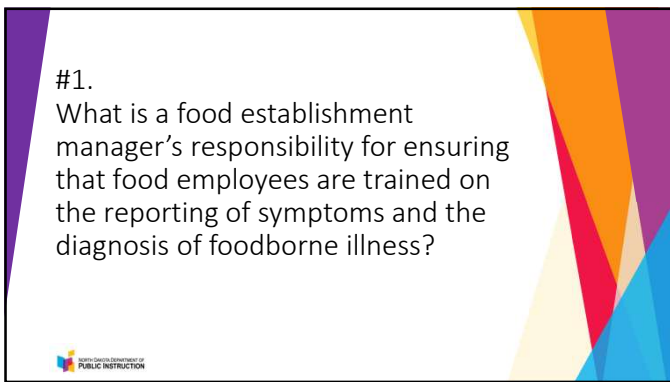 #1.
What is a food establishment
manager’s responsibility for ensuring
that food employees are trained on
the reporting of symptoms and the
diagnosis of foodborne illness?
NORTH DAKOTA DEPARTMENT OF
PUBLIC INSTRUCTION